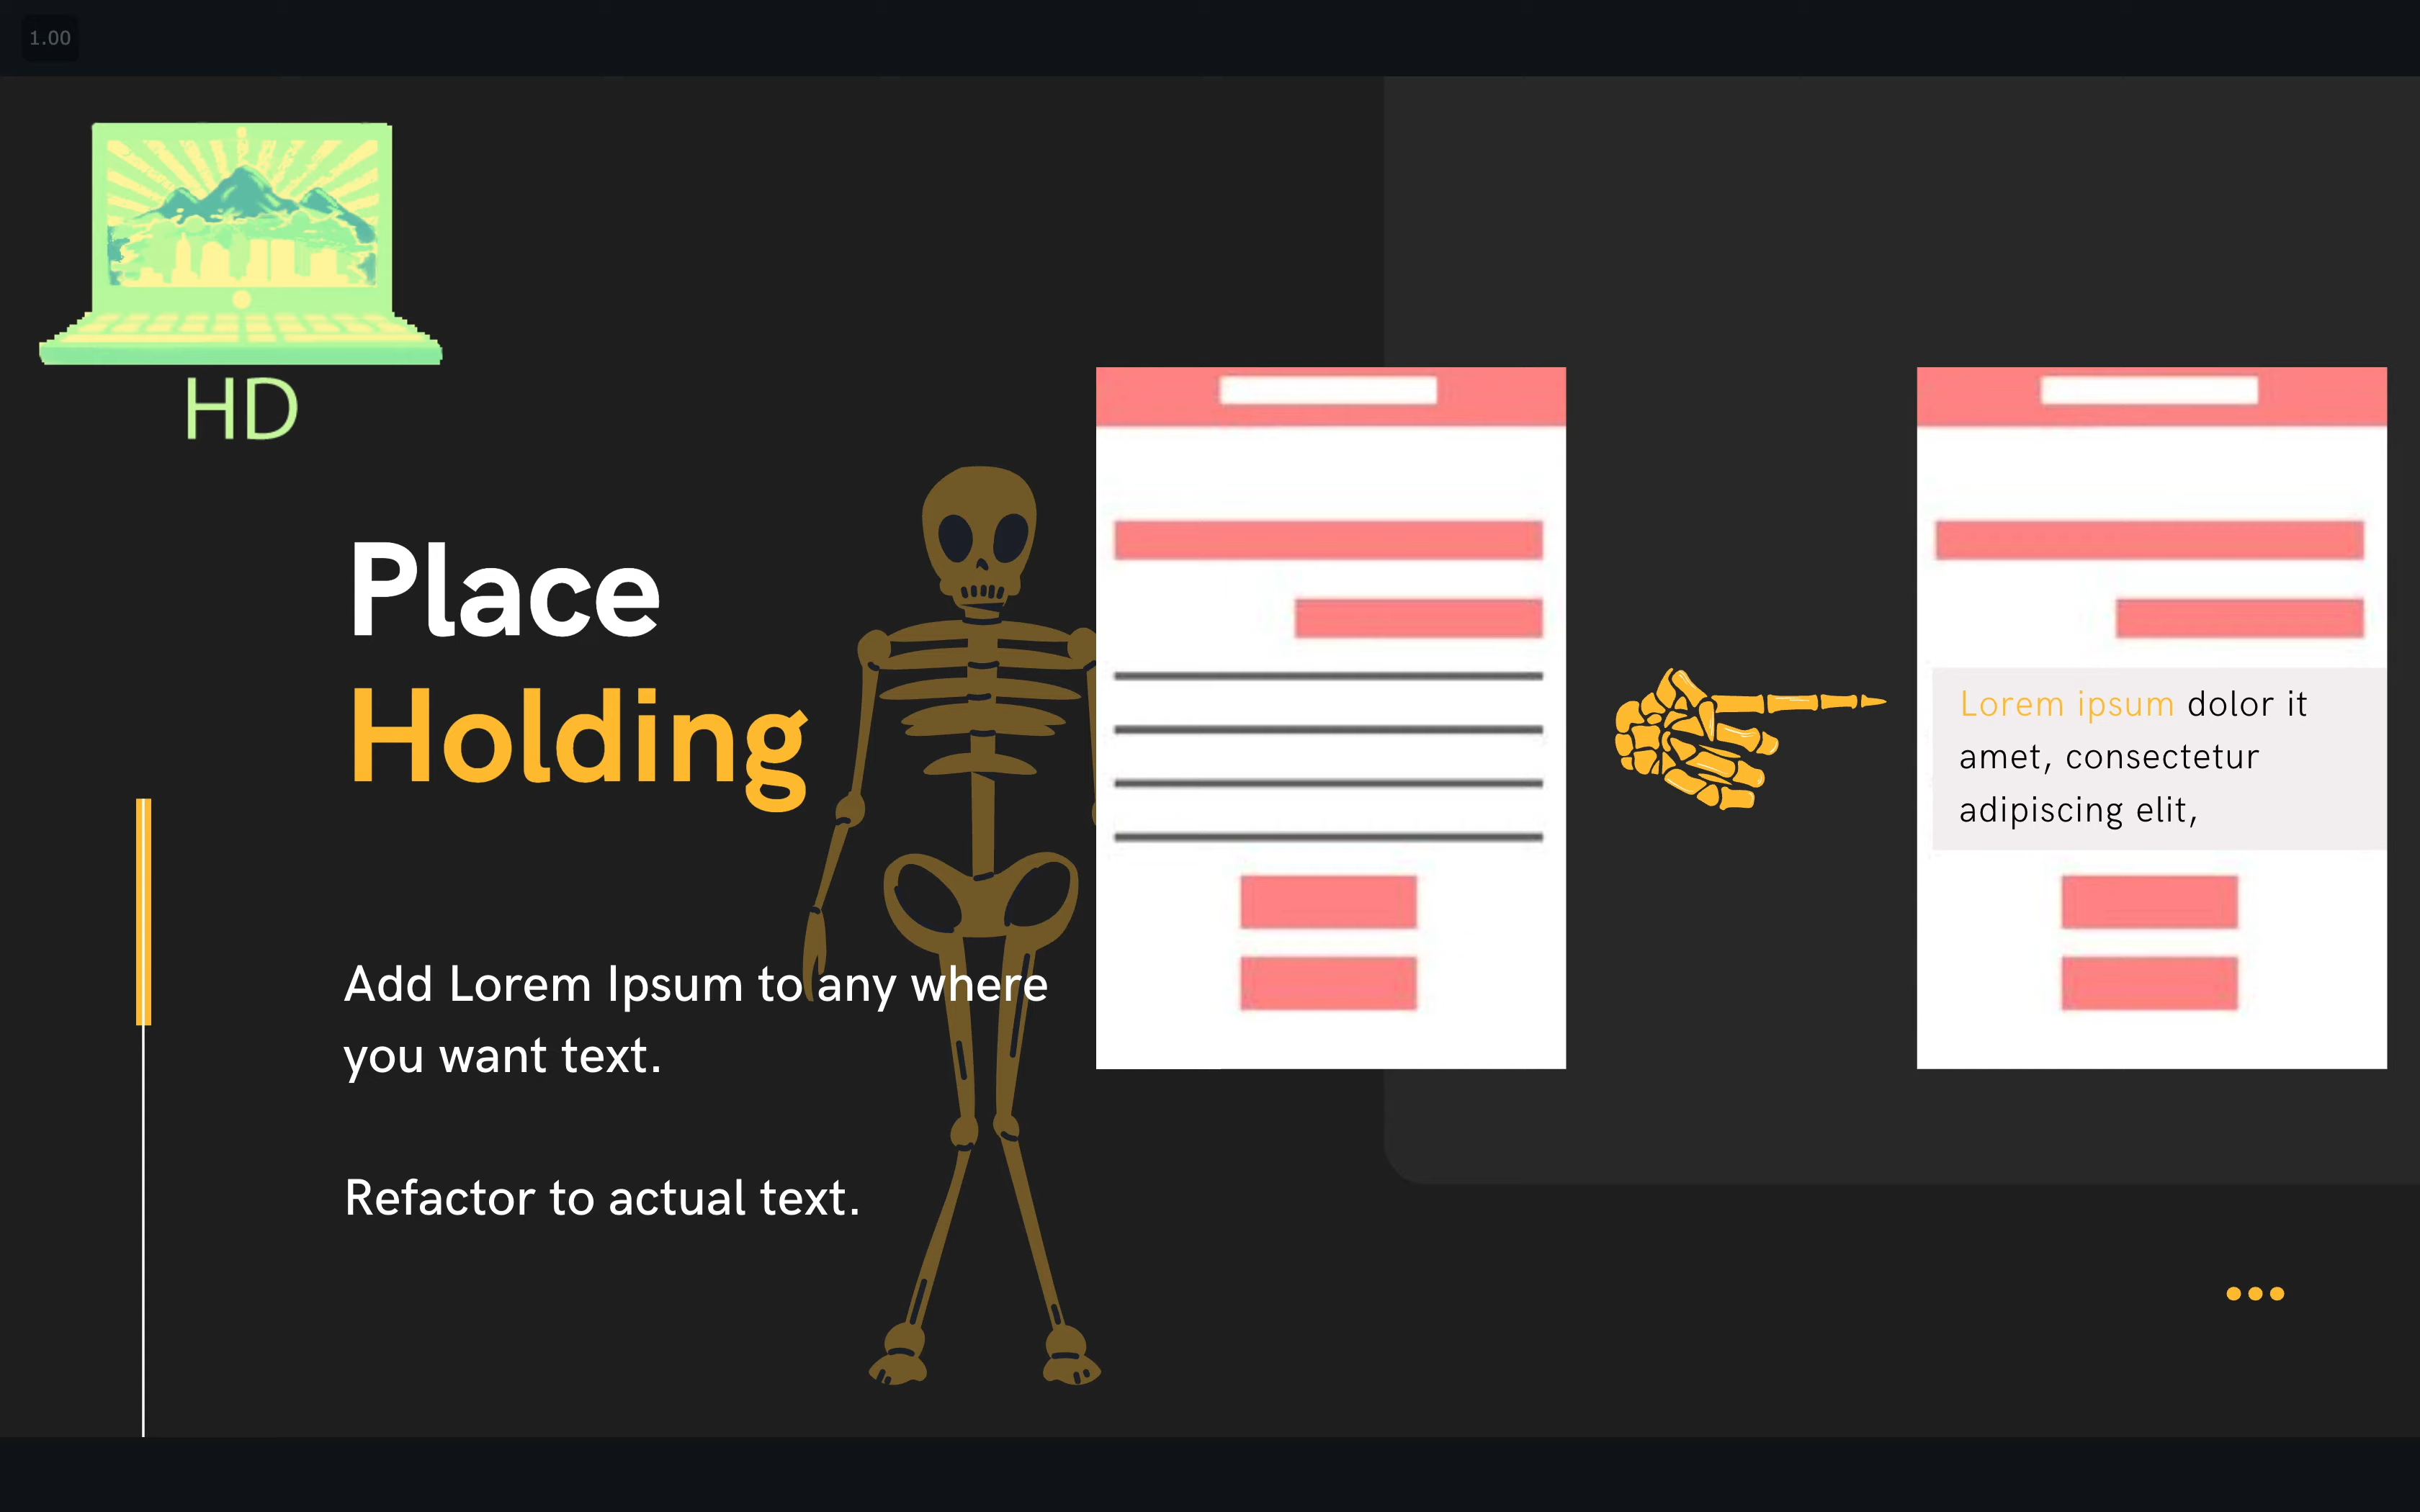 1.00
HD
Place
Holding
Add Lorem Ipsum to any where
you want text.
Refactor to actual text.
Lorem ipsum dolor it
amet, consectetur
adipiscing elit,